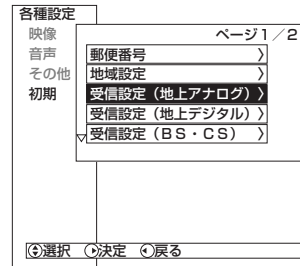 各種設定
映像
音声
その他
初期
ページ1／2
郵便番号 〉
地域設定 〉
受信設定（地上アナログ）〉
受信設定（地上デジタル）〉
受信設定（BS・CS）〉
選択 決定 戻る